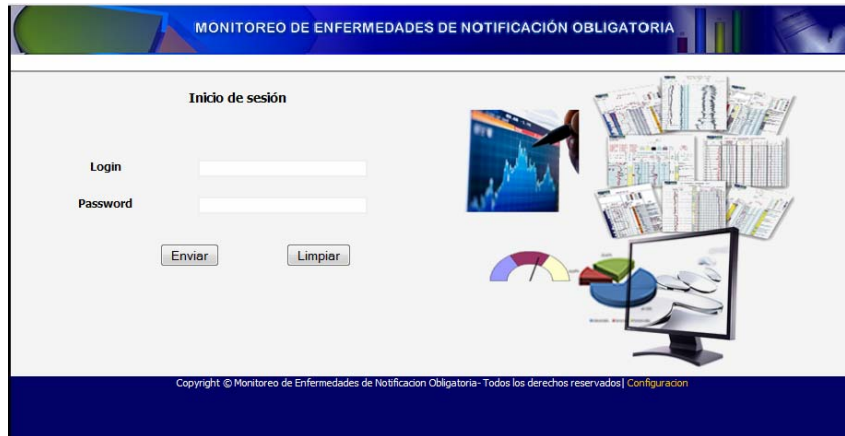 MONITOREO DE ENFERMEDADES DE NOTIFICACIÓN OBLIGATORIA
Inicio de sesión
Login
Password
Enviar
Limpiar
Copyright © Monitoreo de Enfermedades de Notificacion Obligatoria- Todos los derechos reservados| Configuracion